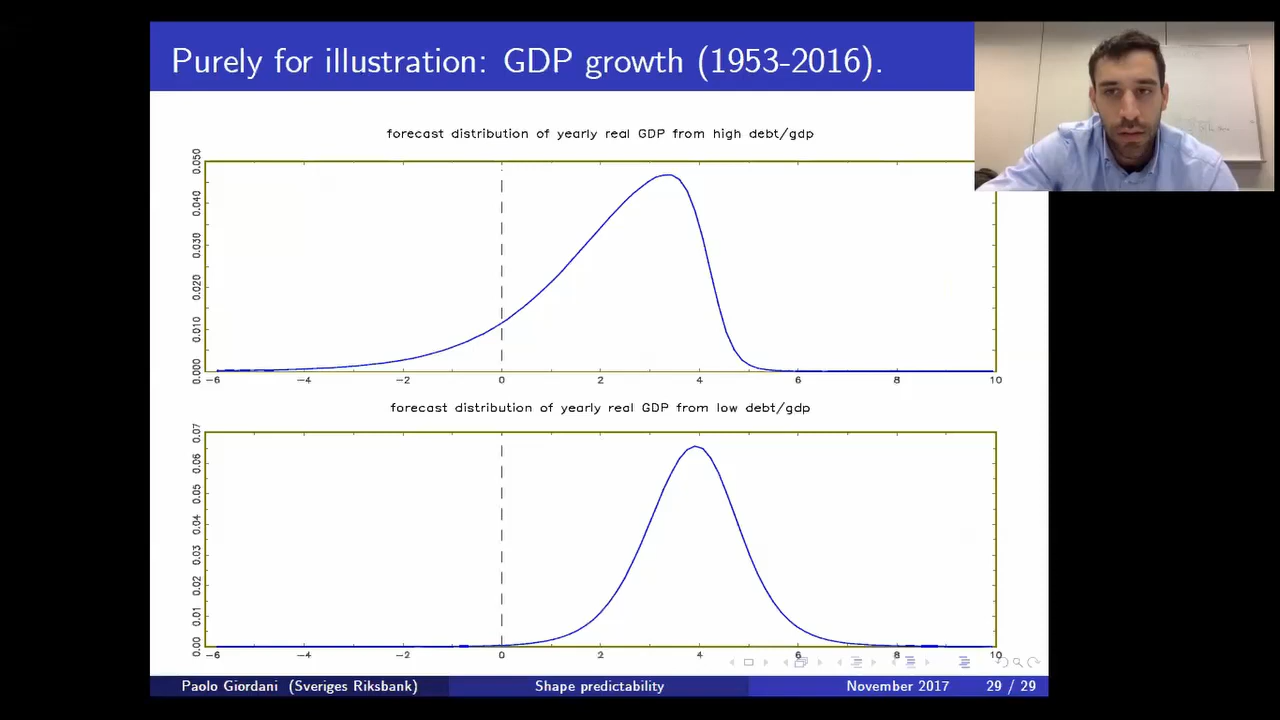 Purely for illustration: GDP growth (1953-2016).
forecast distribution of yearly real GDP from high debt/gdp
0.050
0.040
0.030
0.020
0.010
0.000
-6 -4 -2 0 2 4 6 8 10
forecast distribution of yearly real GDP from low debt/gdp
0.07
0.06
0.05
0.04
0.03
0.02
0.01
0.00
-6 -4 -2 0 2 4 6 8 10
Paolo Giordani (Sveriges Riksbank) Shape predictability November 2017 29 / 29